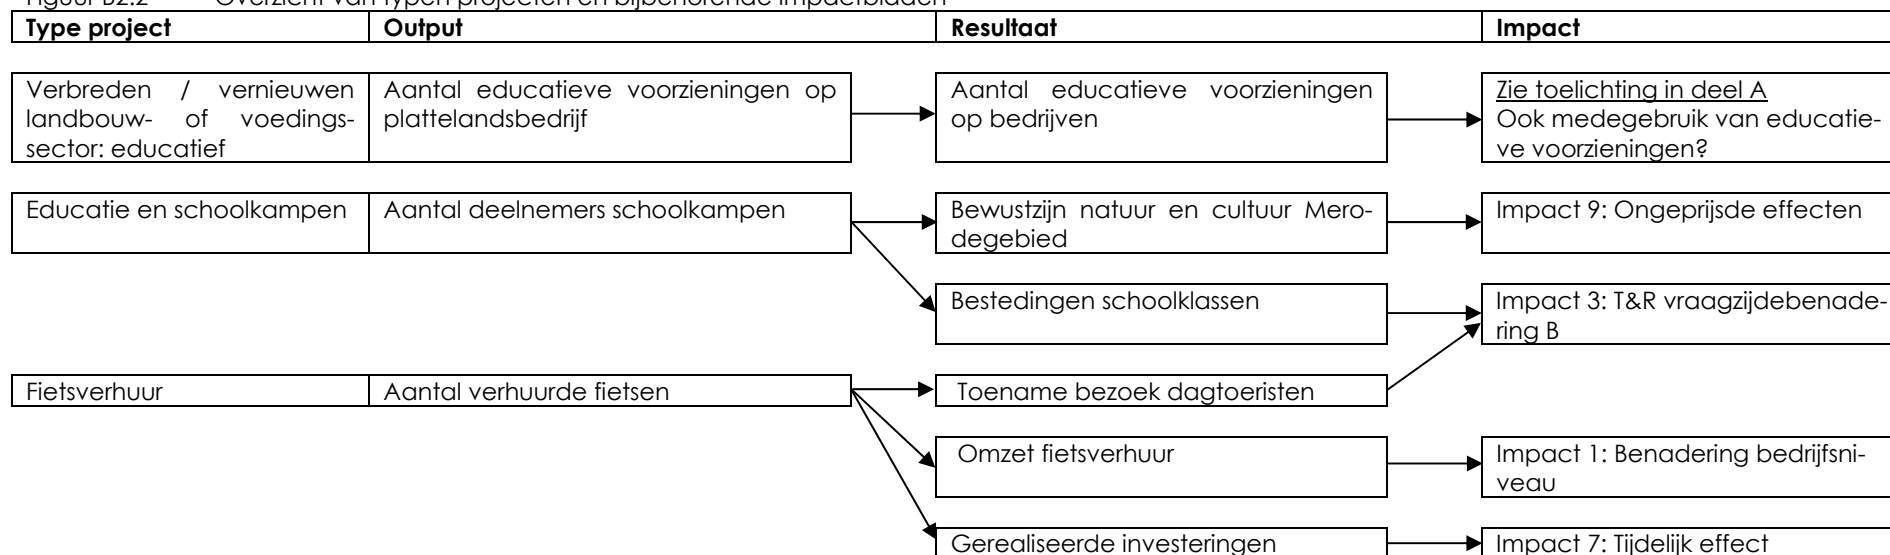 Figuur B2.2 Overzicht van typen projecten en bijbehorende impactbladen
Type project Output Resultaat Impact
Verbreden / vernieuwen
landbouw- of voedings-
sector: educatief
Aantal educatieve voorzieningen op
plattelandsbedrijf
Aantal educatieve voorzieningen
op bedrijven
Zie toelichting in deel A
Ook medegebruik van educatie-
ve voorzieningen?
Educatie en schoolkampen
Aantal deelnemers schoolkampen
Bewustzijn natuur en cultuur Mero-
degebied
Impact 9: Ongeprijsde effecten
Bestedingen schoolklassen
Impact 3: T&R vraagzijdebenade-
ring B
Fietsverhuur
Aantal verhuurde fietsen
Toename bezoek dagtoeristen
Omzet fietsverhuur
Impact 1: Benadering bedrijfsni-
veau
Gerealiseerde investeringen
Impact 7: Tijdelijk effect